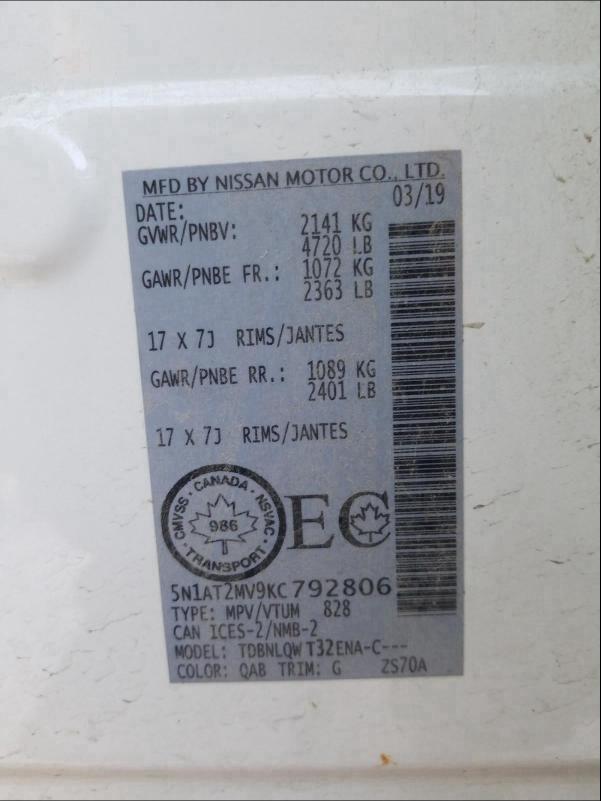 MFD BY NISSAN MOTOR CO., LTD.
DATE: 03/19
GVWR/PNBV: 2141 KG
4720 LB
GAWR/PNBE FR.: 1072 KG
2363 LB
17 X 7J RIMS/JANTES
GAWR/PNBE RR.: 1089 KG
2401 LB
17 X 7J RIMS/JANTES
CMVSS · CANADA · NSVAC · TRANSPORT ·
986
EC
5N1AT2MV9KC792806
TYPE: MPV/VTUM 828
CAN ICES-2/NMB-2
MODEL: TDBNLQW T32ENA-C---
COLOR: QAB TRIM: G ZS70A